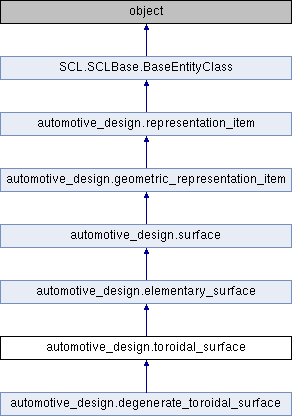 object
SCL.SCLBase.BaseEntityClass
automotive_design.representation_item
automotive_design.geometric_representation_item
automotive_design.surface
automotive_design.elementary_surface
automotive_design.toroidal_surface
automotive_design.degenerate_toroidal_surface